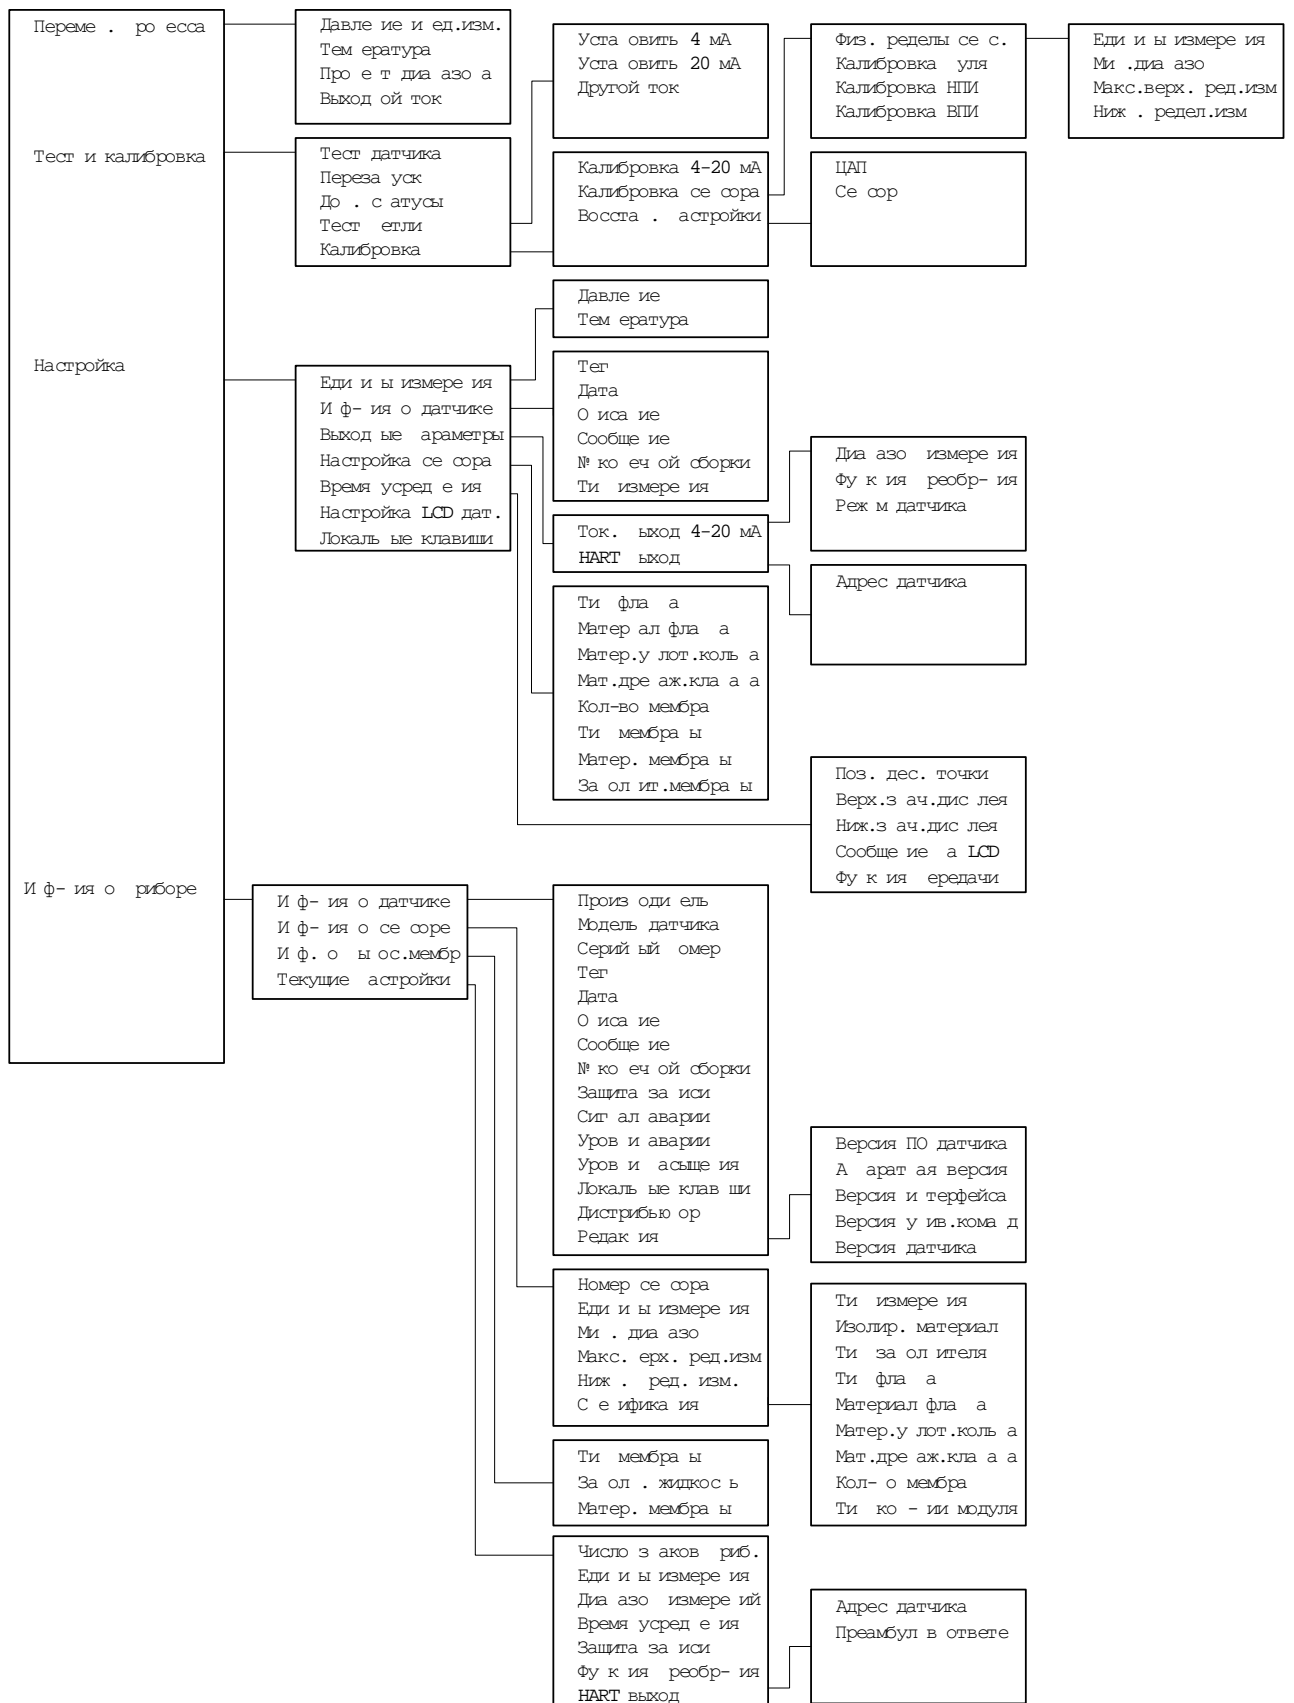 Переме . ро есса
Тест и калибровка
Настройка
И ф- ия о риборе
Давле ие и ед.изм.
Тем ература
Про е т диа азо а
Выход ой ток
Тест датчика
Переза уск
До . с атусы
Тест етли
Калибровка
Уста овить 4 мА
Уста овить 20 мА
Другой ток
Калибровка 4-20 мА
Калибровка се сора
Восста . астройки
Физ. ределы се с.
Калибровка уля
Калибровка НПИ
Калибровка ВПИ
Еди и ы измере ия
Ми .диа азо
Макс.верх. ред.изм
Ниж . редел.изм
ЦАП
Се сор
Еди и ы измере ия
И ф- ия о датчике
Выход ые араметры
Настройка се сора
Время усред е ия
Настройка LCD дат.
Локаль ые клавиши
Давле ие
Тем ература
Тег
Дата
О иса ие
Сообще ие
№ ко еч ой сборки
Ти измере ия
Ток. ыход 4-20 мА
HART ыход
Диа азо измере ия
Фу к ия реобр- ия
Реж м датчика
Адрес датчика
Ти фла а
Матер ал фла а
Матер.у лот.коль а
Мат.дре аж.кла а а
Кол-во мембра
Ти мембра ы
Матер. мембра ы
За ол ит.мембра ы
Поз. дес. точки
Верх.з ач.дис лея
Ниж.з ач.дис лея
Сообще ие а LCD
Фу к ия ередачи
И ф- ия о датчике
И ф- ия о се соре
И ф. о ы ос.мембр
Текущие астройки
Произ оди ель
Модель датчика
Серий ый омер
Тег
Дата
О иса ие
Сообще ие
№ ко еч ой сборки
Защита за иси
Сиг ал аварии
Уров и аварии
Уров и асыще ия
Локаль ые клав ши
Дистрибью ор
Редак ия
Версия ПО датчика
А арат ая версия
Версия и терфейса
Версия у ив.кома д
Версия датчика
Номер се сора
Еди и ы измере ия
Ми . диа азо
Макс. ерх. ред.изм
Ниж . ред. изм.
С е ифика ия
Ти измере ия
Изолир. материал
Ти за ол ителя
Ти фла а
Материал фла а
Матер.у лот.коль а
Мат.дре аж.кла а а
Кол- о мембра
Ти ко - ии модуля
Ти мембра ы
За ол . жидкос ь
Матер. мембра ы
Число з аков риб.
Еди и ы измере ия
Диа азо измере ий
Время усред е ия
Защита за иси
Фу к ия реобр- ия
HART выход
Адрес датчика
Преамбул в ответе